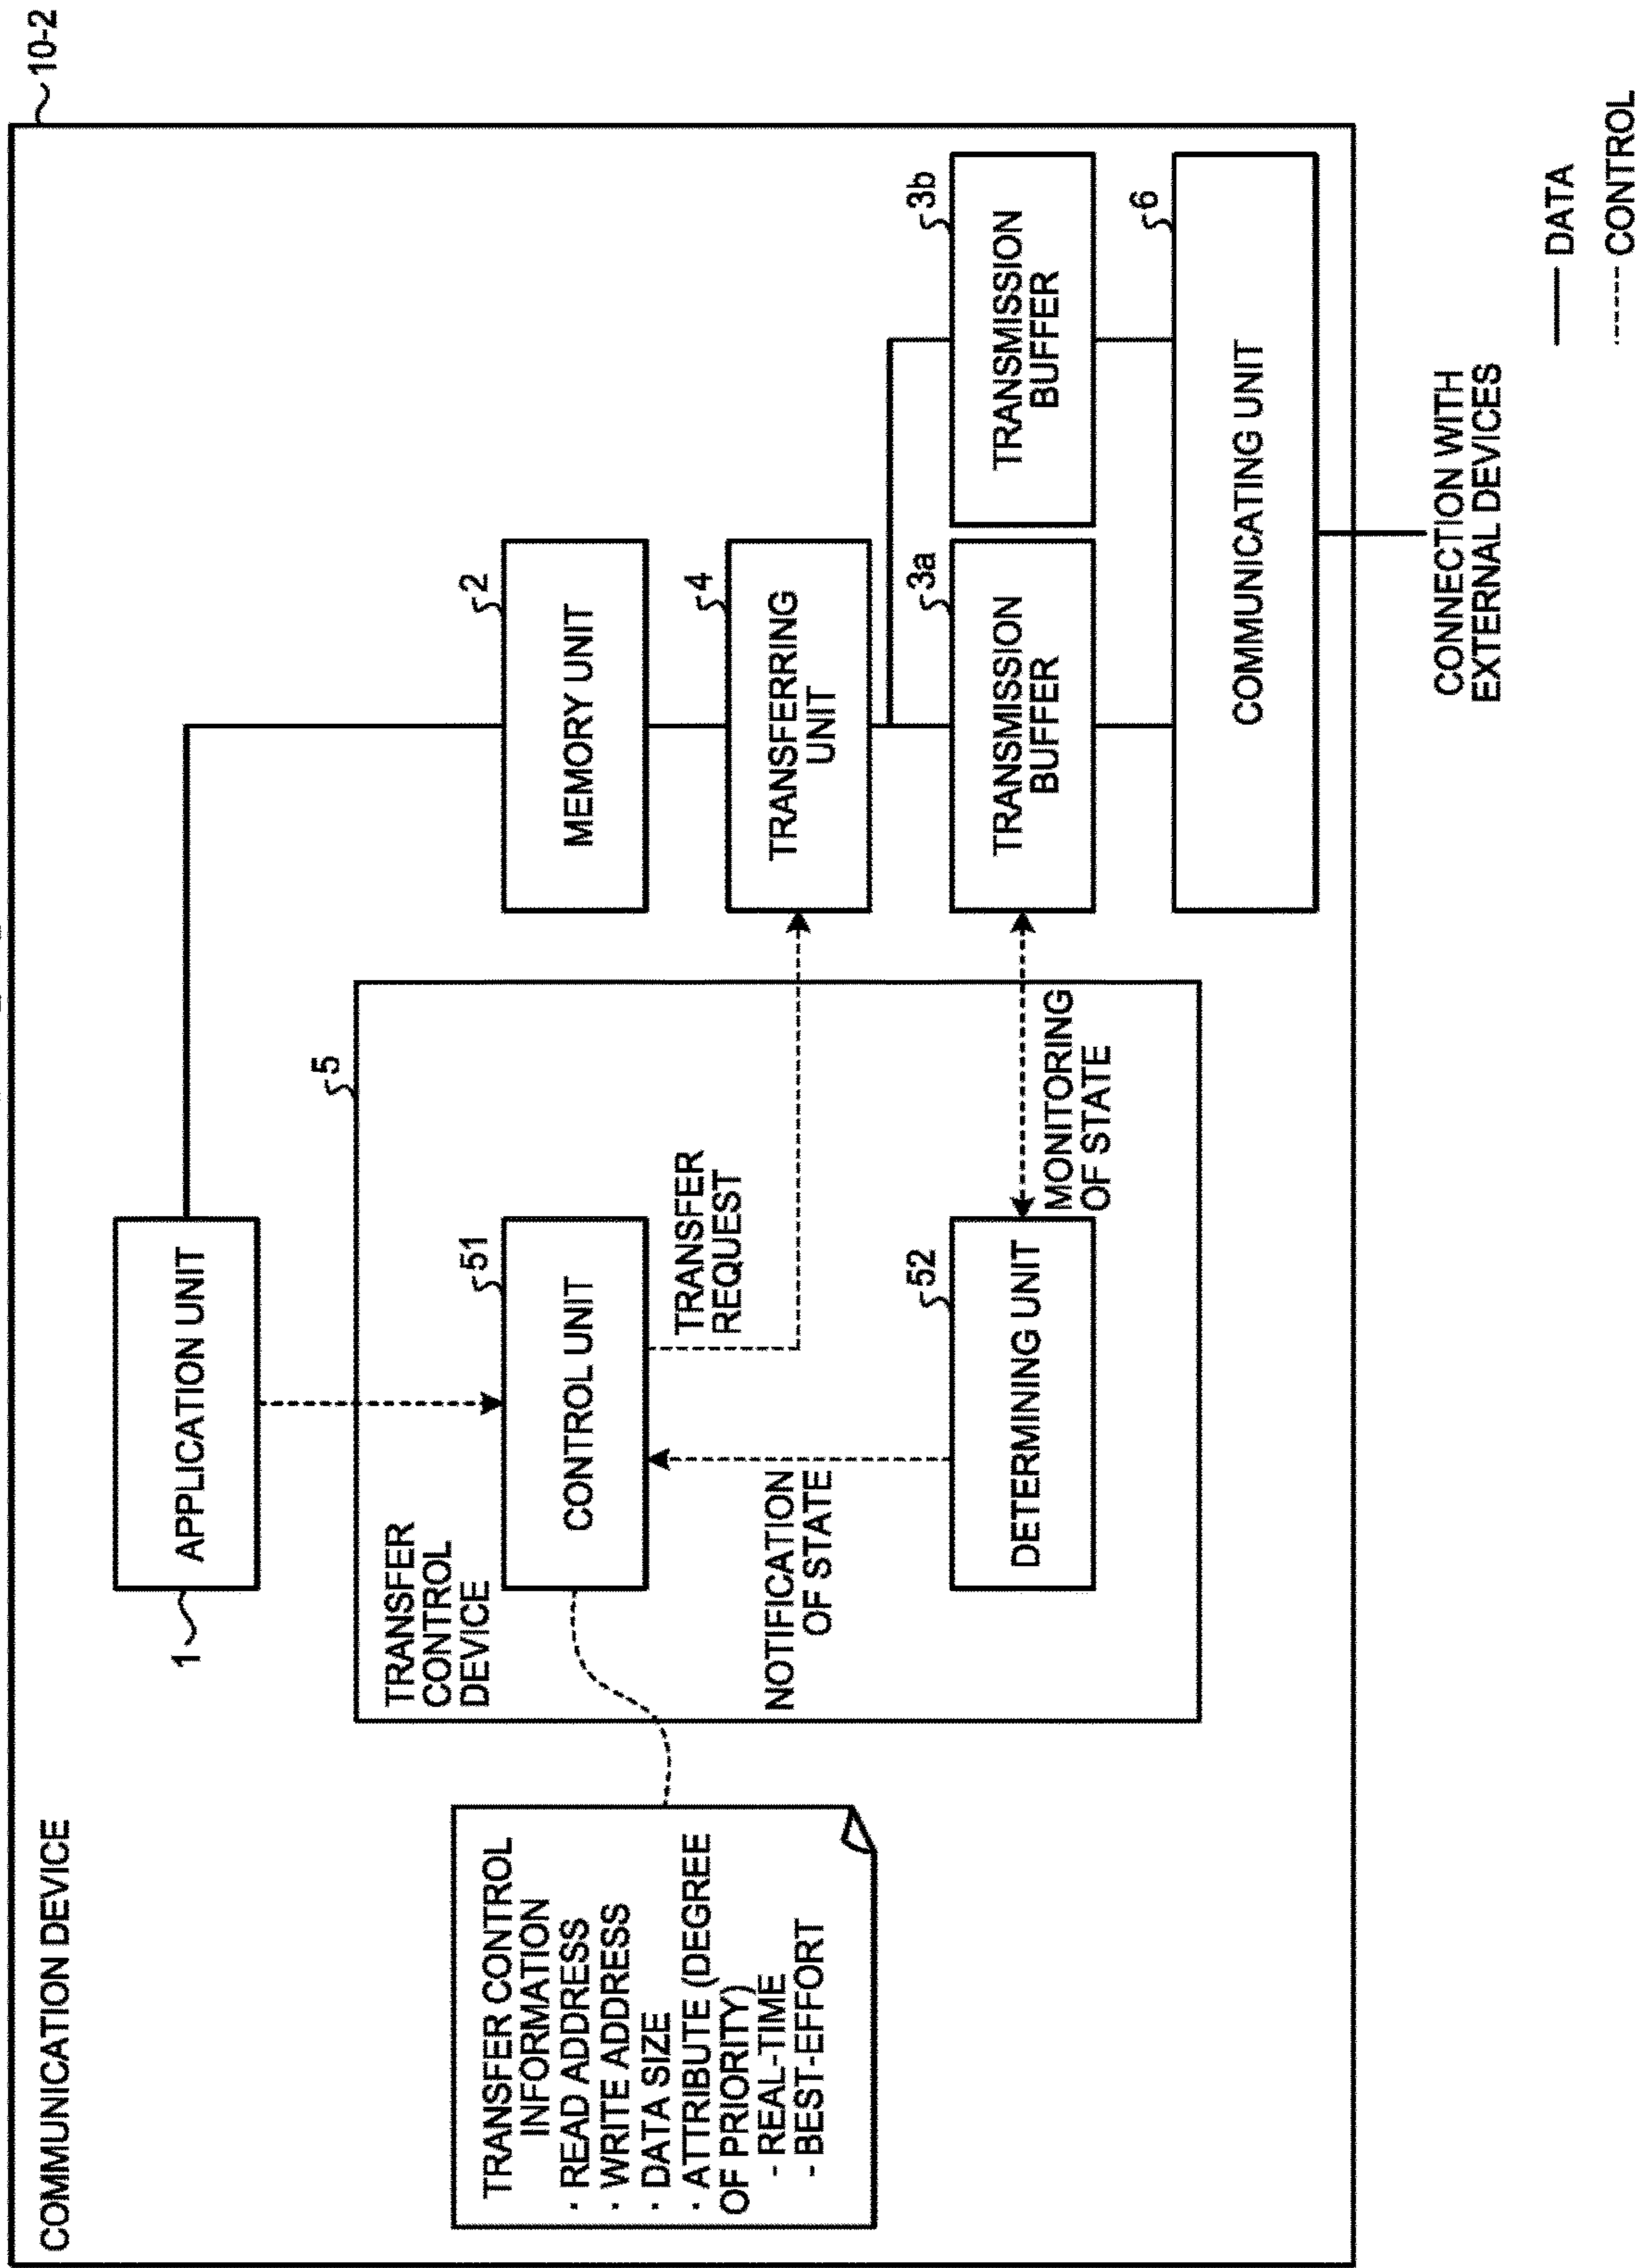 COMMUNICATION DEVICE
10-2
1
APPLICATION UNIT
TRANSFER
CONTROL
DEVICE
5
TRANSFER CONTROL
INFORMATION
· READ ADDRESS
· WRITE ADDRESS
· DATA SIZE
· ATTRIBUTE (DEGREE
OF PRIORITY)
- REAL-TIME
- BEST-EFFORT
51
CONTROL UNIT
2
MEMORY UNIT
TRANSFER
REQUEST
4
TRANSFERRING
UNIT
NOTIFICATION
OF STATE
52
DETERMINING UNIT
MONITORING
OF STATE
3a
TRANSMISSION
BUFFER
3b
TRANSMISSION
BUFFER
6
COMMUNICATING UNIT
CONNECTION WITH
EXTERNAL DEVICES
DATA
CONTROL